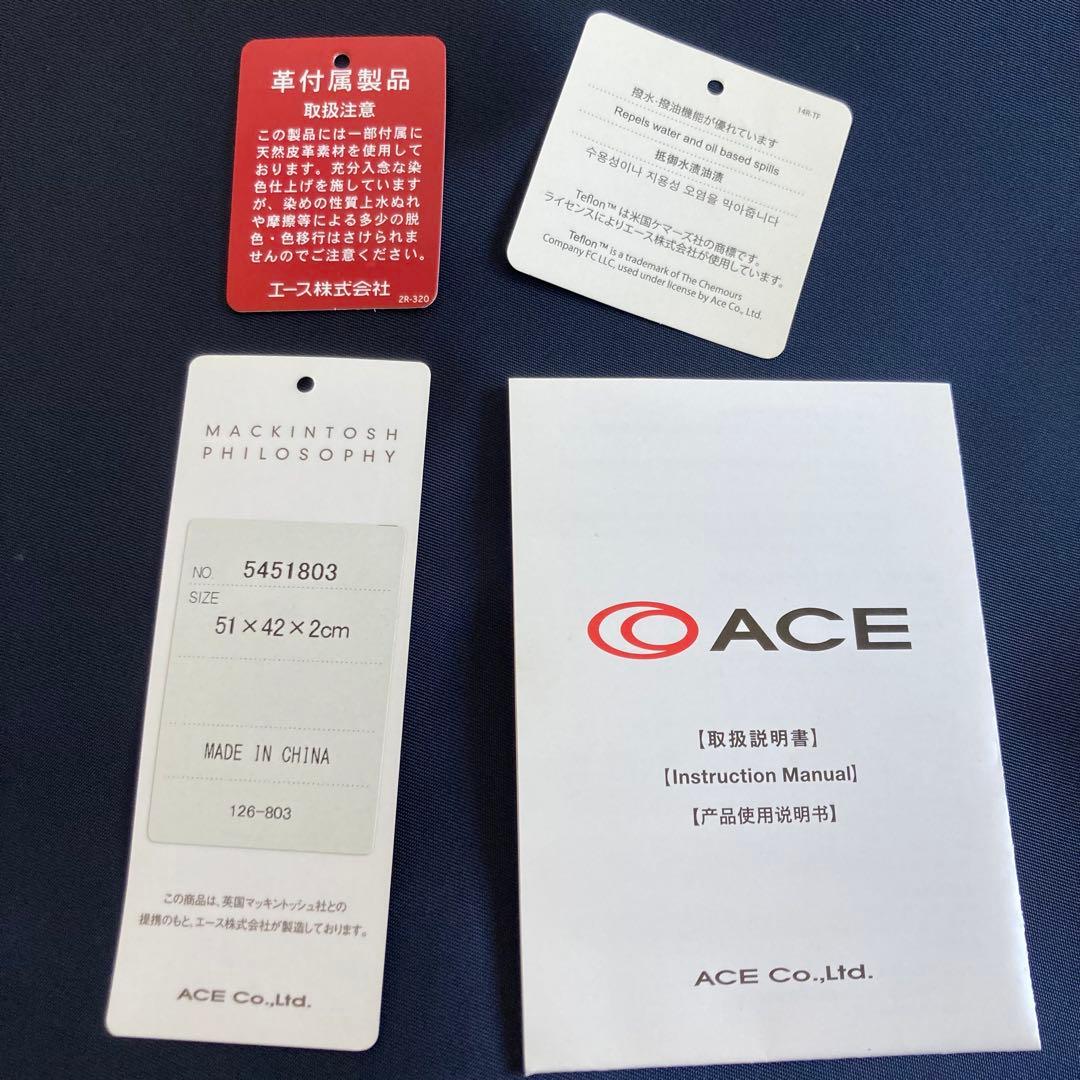 革付属製品
取扱注意
この製品には一部付属に
天然皮革素材を使用して
おります。充分入念な染
色仕上げを施しています
が、染めの性質上水ぬれ
や摩擦等による多少の脱
色・色移行はさけられま
せんのでご注意ください。
エース株式会社
2R-320
14R-TF
撥水·撥油機能が優れています
Repels water and oil based spills
抵御水渍油渍
수용성이나 지용성 오염을 막아줍니다
Teflon™は米国ケマーズ社の商標です。
ライセンスによりエース株式会社が使用しています。
Teflon™ is a trademark of The Chemours
Company FC LLC, used under license by Ace Co., Ltd.
MACKINTOSH
PHILOSOPHY
NO. 5451803
SIZE
51×42×2cm
MADE IN CHINA
126-803
この商品は、英国マッキントッシュ社との
提携のもと、エース株式会社が製造しております。
ACE Co.,Ltd.
ACE
【取扱説明書】
【Instruction Manual】
【产品使用说明书】
ACE Co.,Ltd.